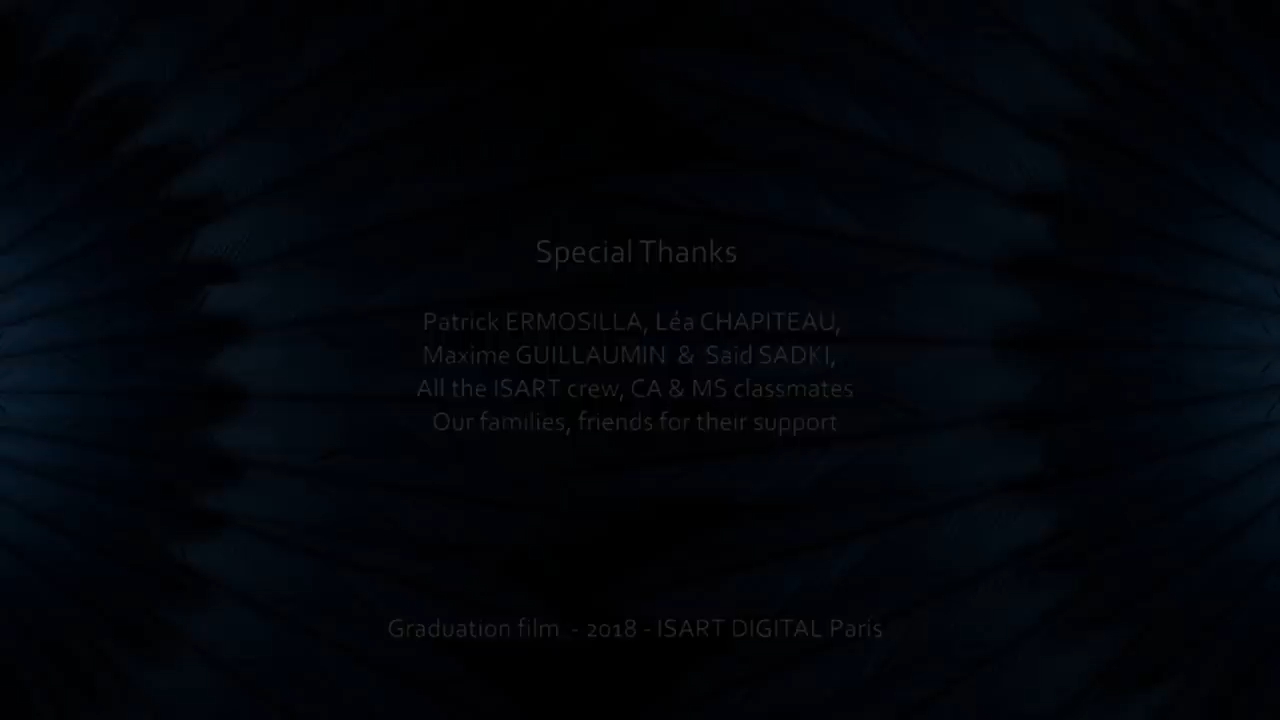 Special Thanks
Patrick ERMOSILLA, Léa CHAPITEAU,
Maxime GUILLAUMIN & Said SADKI,
All the ISART crew, CA & MS classmates
Our families, friends for their support
Graduation film - 2018 - ISART DIGITAL Paris